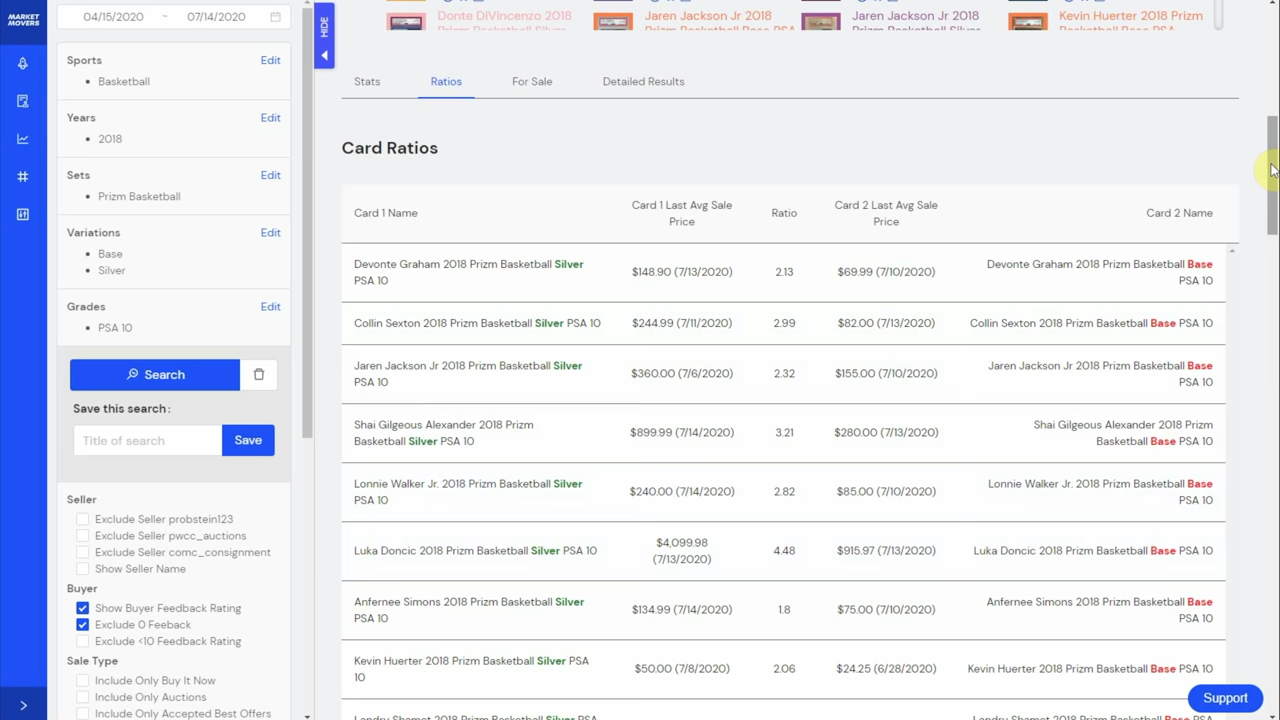 MARKET
MOVERS
04/15/2020 ~ 07/14/2020
Sports Edit
Basketball
Years Edit
2018
Sets Edit
Prizm Basketball
Variations Edit
Base
Silver
Grades Edit
PSA 10
Search
Save this search:
Title of search Save
Seller
Exclude Seller probstein123
Exclude Seller pwcc_auctions
Exclude Seller comc_consignment
Show Seller Name
Buyer
Show Buyer Feedback Rating
Exclude 0 Feeback
Exclude <10 Feedback Rating
Sale Type
Include Only Buy It Now
Include Only Auctions
Include Only Accepted Best Offers
HIDE
Donte DiVincenzo 2018 Jaren Jackson Jr 2018 Jaren Jackson Jr 2018 Kevin Huerter 2018 Prizm
Prizm Basketball Silver Prizm Basketball Base PSA Prizm Basketball Silver Basketball Base PSA 10
Stats Ratios For Sale Detailed Results
Card Ratios
Card 1 Name Card 1 Last Avg Sale Price Ratio Card 2 Last Avg Sale Price Card 2 Name
Devonte Graham 2018 Prizm Basketball Silver $148.90 (7/13/2020) 2.13 $69.99 (7/10/2020) Devonte Graham 2018 Prizm Basketball Base
PSA 10 PSA 10
Collin Sexton 2018 Prizm Basketball Silver PSA 10 $244.99 (7/11/2020) 2.99 $82.00 (7/13/2020) Collin Sexton 2018 Prizm Basketball Base PSA 10
Jaren Jackson Jr 2018 Prizm Basketball Silver $360.00 (7/6/2020) 2.32 $155.00 (7/10/2020) Jaren Jackson Jr 2018 Prizm Basketball Base
PSA 10 PSA 10
Shai Gilgeous Alexander 2018 Prizm $899.99 (7/14/2020) 3.21 $280.00 (7/13/2020) Shai Gilgeous Alexander 2018 Prizm
Basketball Silver PSA 10 Basketball Base PSA 10
Lonnie Walker Jr. 2018 Prizm Basketball Silver $240.00 (7/14/2020) 2.82 $85.00 (7/10/2020) Lonnie Walker Jr. 2018 Prizm Basketball Base
PSA 10 PSA 10
Luka Doncic 2018 Prizm Basketball Silver PSA 10 $4,099.98 (7/13/2020) 4.48 $915.97 (7/13/2020) Luka Doncic 2018 Prizm Basketball Base PSA 10
Anfernee Simons 2018 Prizm Basketball Silver $134.99 (7/14/2020) 1.8 $75.00 (7/10/2020) Anfernee Simons 2018 Prizm Basketball Base
PSA 10 PSA 10
Kevin Huerter 2018 Prizm Basketball Silver PSA $50.00 (7/8/2020) 2.06 $24.25 (6/28/2020) Kevin Huerter 2018 Prizm Basketball Base PSA 10
10
Landry Shamet 2018 Prizm Basketball Silver PSA Landry Shamet 2018 Prizm Basketball Base PSA 10
Support